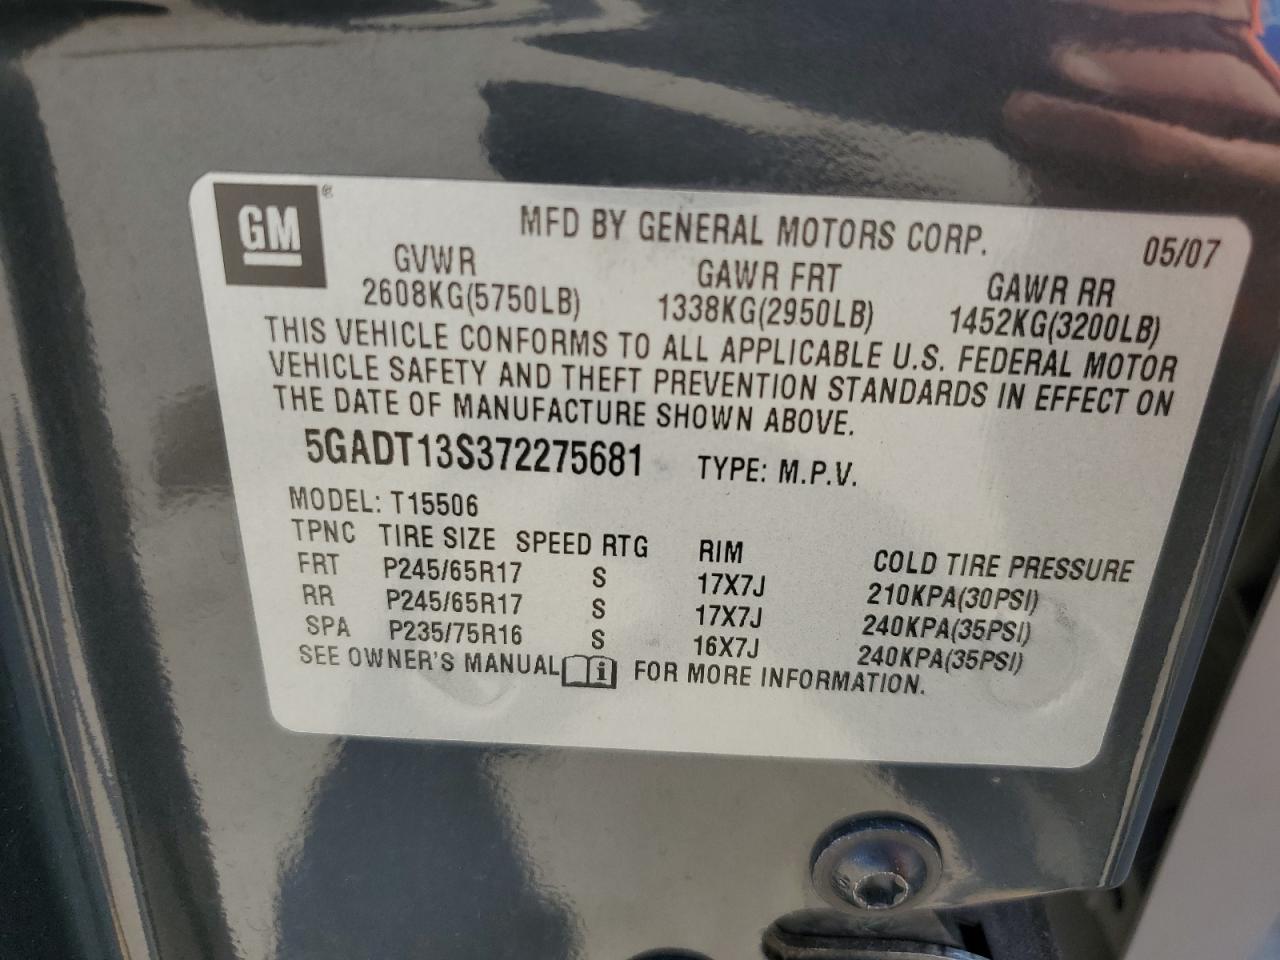 GM ®
MFD BY GENERAL MOTORS CORP. 05/07
GVWR GAWR FRT GAWR RR
2608KG(5750LB) 1338KG(2950LB) 1452KG(3200LB)
THIS VEHICLE CONFORMS TO ALL APPLICABLE U.S. FEDERAL MOTOR
VEHICLE SAFETY AND THEFT PREVENTION STANDARDS IN EFFECT ON
THE DATE OF MANUFACTURE SHOWN ABOVE.
5GADT13S372275681 TYPE: M.P.V.
MODEL: T15506
TPNC TIRE SIZE SPEED RTG RIM COLD TIRE PRESSURE
FRT P245/65R17 S 17X7J 210KPA(30PSI)
RR P245/65R17 S 17X7J 240KPA(35PSI)
SPA P235/75R16 S 16X7J 240KPA(35PSI)
SEE OWNER'S MANUAL i FOR MORE INFORMATION.